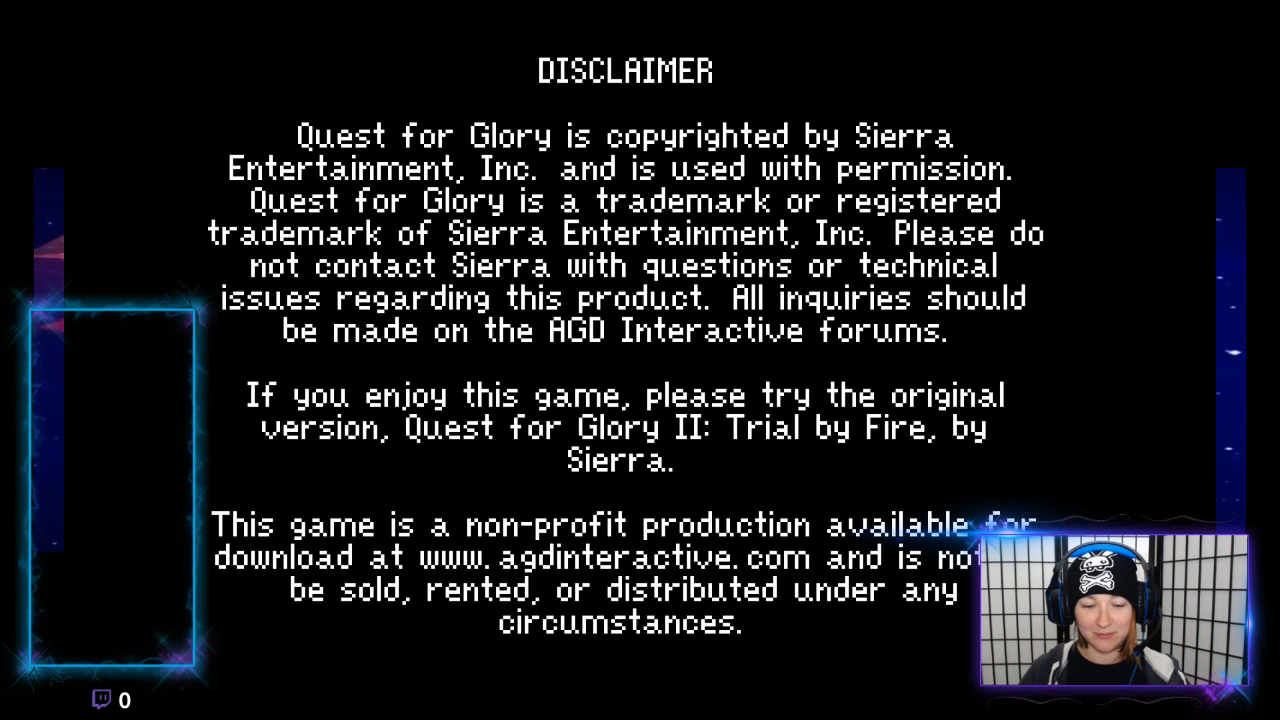 DISCLAIMER
Quest for Glory is copyrighted by Sierra
Entertainment, Inc. and is used with permission.
Quest for Glory is a trademark or registered
trademark of Sierra Entertainment, Inc. Please do
not contact Sierra with questions or technical
issues regarding this product. All inquiries should
be made on the AGD Interactive forums.
If you enjoy this game, please try the original
version, Quest for Glory II: Trial by Fire, by
Sierra.
This game is a non-profit production available for
download at www.agdinteractive.com and is not
be sold, rented, or distributed under any
circumstances.
0